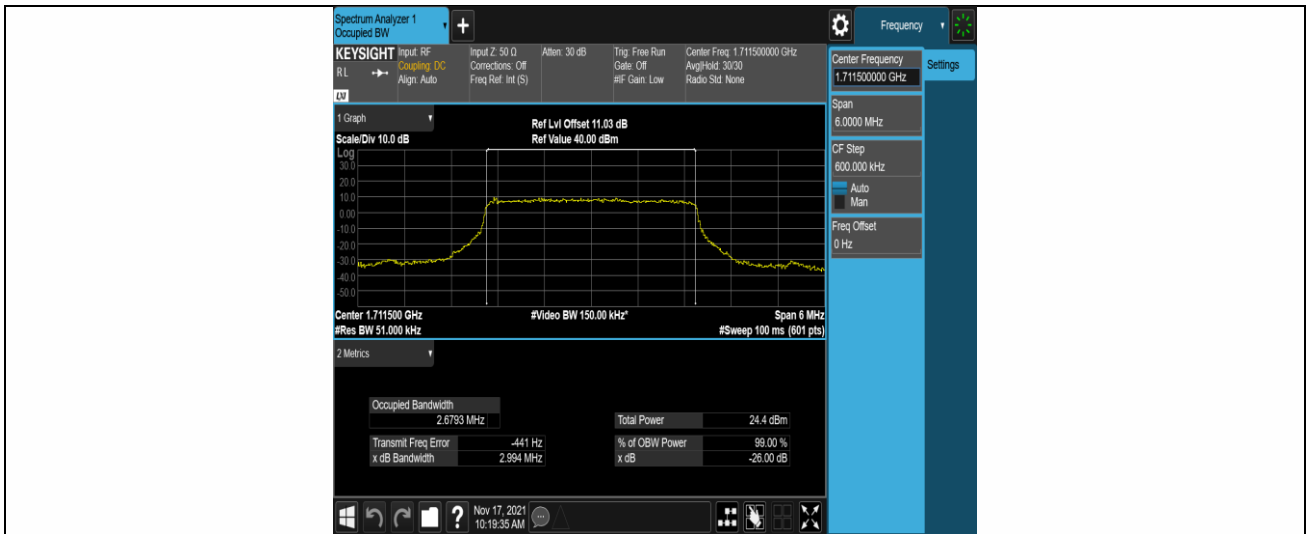 Spectrum Analyzer 1
Occupied BW
+
Frequency
KEYSIGHT
RL
LXI
Input: RF
Coupling: DC
Align: Auto
Input Z: 50 Ω
Corrections: Off
Freq Ref: Int (S)
Atten: 30 dB
Trig: Free Run
Gate: Off
#IF Gain: Low
Center Freq: 1.711500000 GHz
Avg|Hold: 30/30
Radio Std: None
Center Frequency
1.711500000 GHz
Settings
Span
6.0000 MHz
CF Step
600.000 kHz
Auto
Man
Freq Offset
0 Hz
1 Graph
Scale/Div 10.0 dB
Ref Lvl Offset 11.03 dB
Ref Value 40.00 dBm
Log
30.0
20.0
10.0
0.00
-10.0
-20.0
-30.0
-40.0
-50.0
Center 1.711500 GHz
#Video BW 150.00 kHz*
Span 6 MHz
#Res BW 51.000 kHz
#Sweep 100 ms (601 pts)
2 Metrics
Occupied Bandwidth
2.6793 MHz
Total Power 24.4 dBm
Transmit Freq Error -441 Hz
% of OBW Power 99.00 %
x dB Bandwidth 2.994 MHz
x dB -26.00 dB
?
Nov 17, 2021
10:19:35 AM